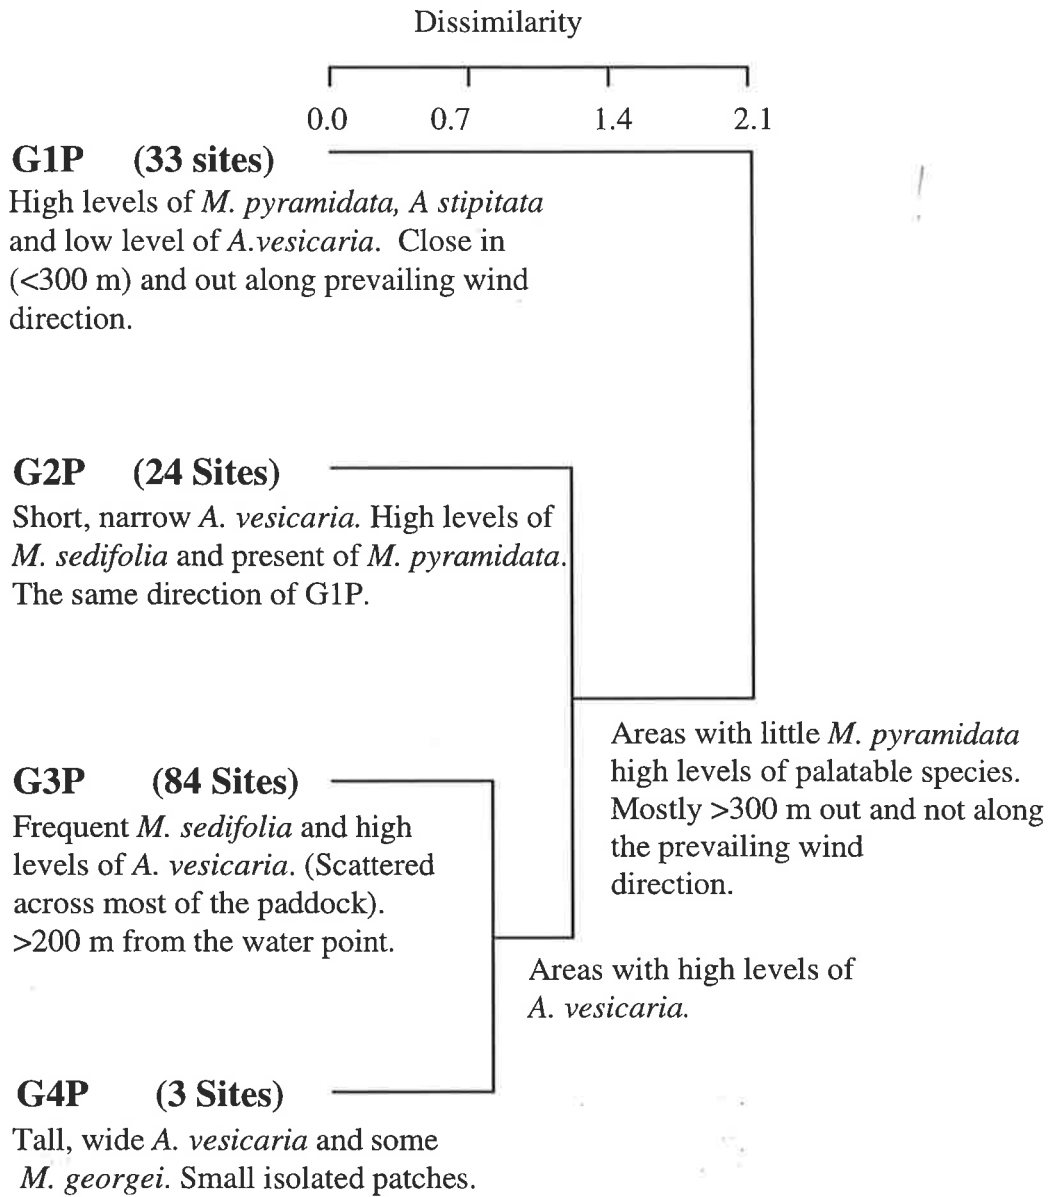 Dissimilarity
0.0 0.7 1.4 2.1
G1P (33 sites)
High levels of M. pyramidata, A stipitata
and low level of A.vesicaria. Close in
(<300 m) and out along prevailing wind
direction.
G2P (24 Sites)
Short, narrow A. vesicaria. High levels of
M. sedifolia and present of M. pyramidata.
The same direction of G1P.
Areas with little M. pyramidata
high levels of palatable species.
Mostly >300 m out and not along
the prevailing wind
direction.
G3P (84 Sites)
Frequent M. sedifolia and high
levels of A. vesicaria. (Scattered
across most of the paddock).
>200 m from the water point.
Areas with high levels of
A. vesicaria.
G4P (3 Sites)
Tall, wide A. vesicaria and some
M. georgei. Small isolated patches.